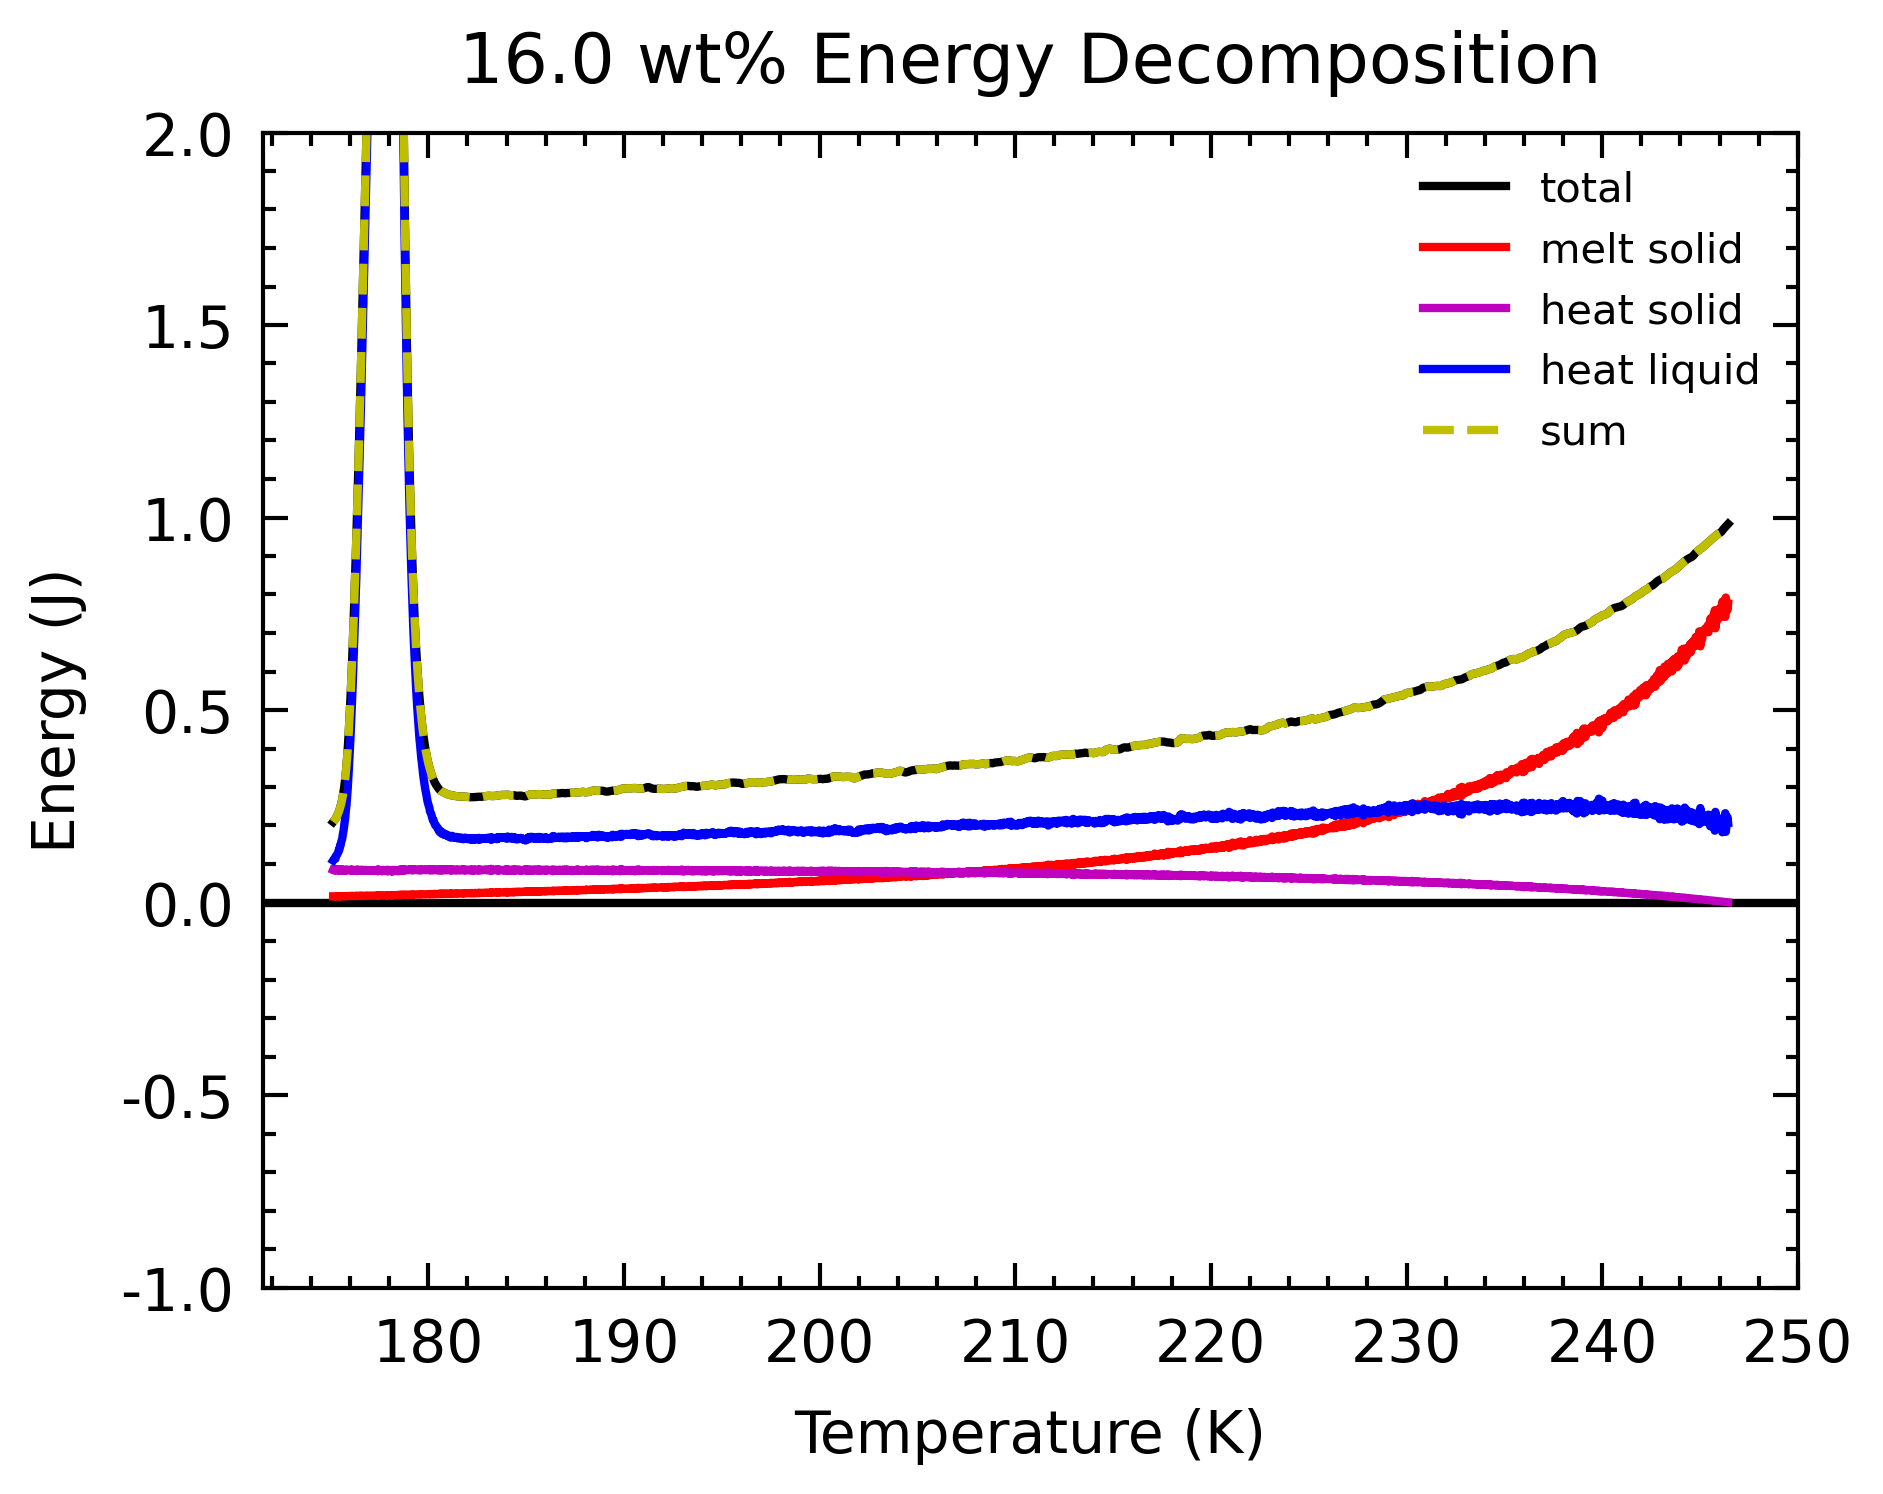 16.0 wt% Energy Decomposition
2.0
1.5
1.0
0.5
0.0
-0.5
-1.0
Energy (J)
total
melt solid
heat solid
heat liquid
sum
180 190 200 210 220 230 240 250
Temperature (K)